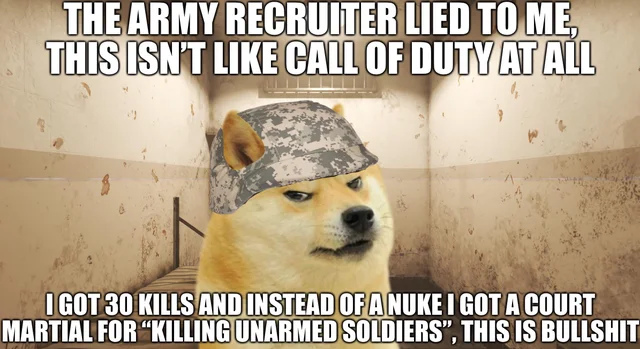 THE ARMY RECRUITER LIED TO ME,
THIS ISN'T LIKE CALL OF DUTY AT ALL
I GOT 30 KILLS AND INSTEAD OF A NUKE I GOT A COURT
MARTIAL FOR “KILLING UNARMED SOLDIERS”, THIS IS BULLSHIT